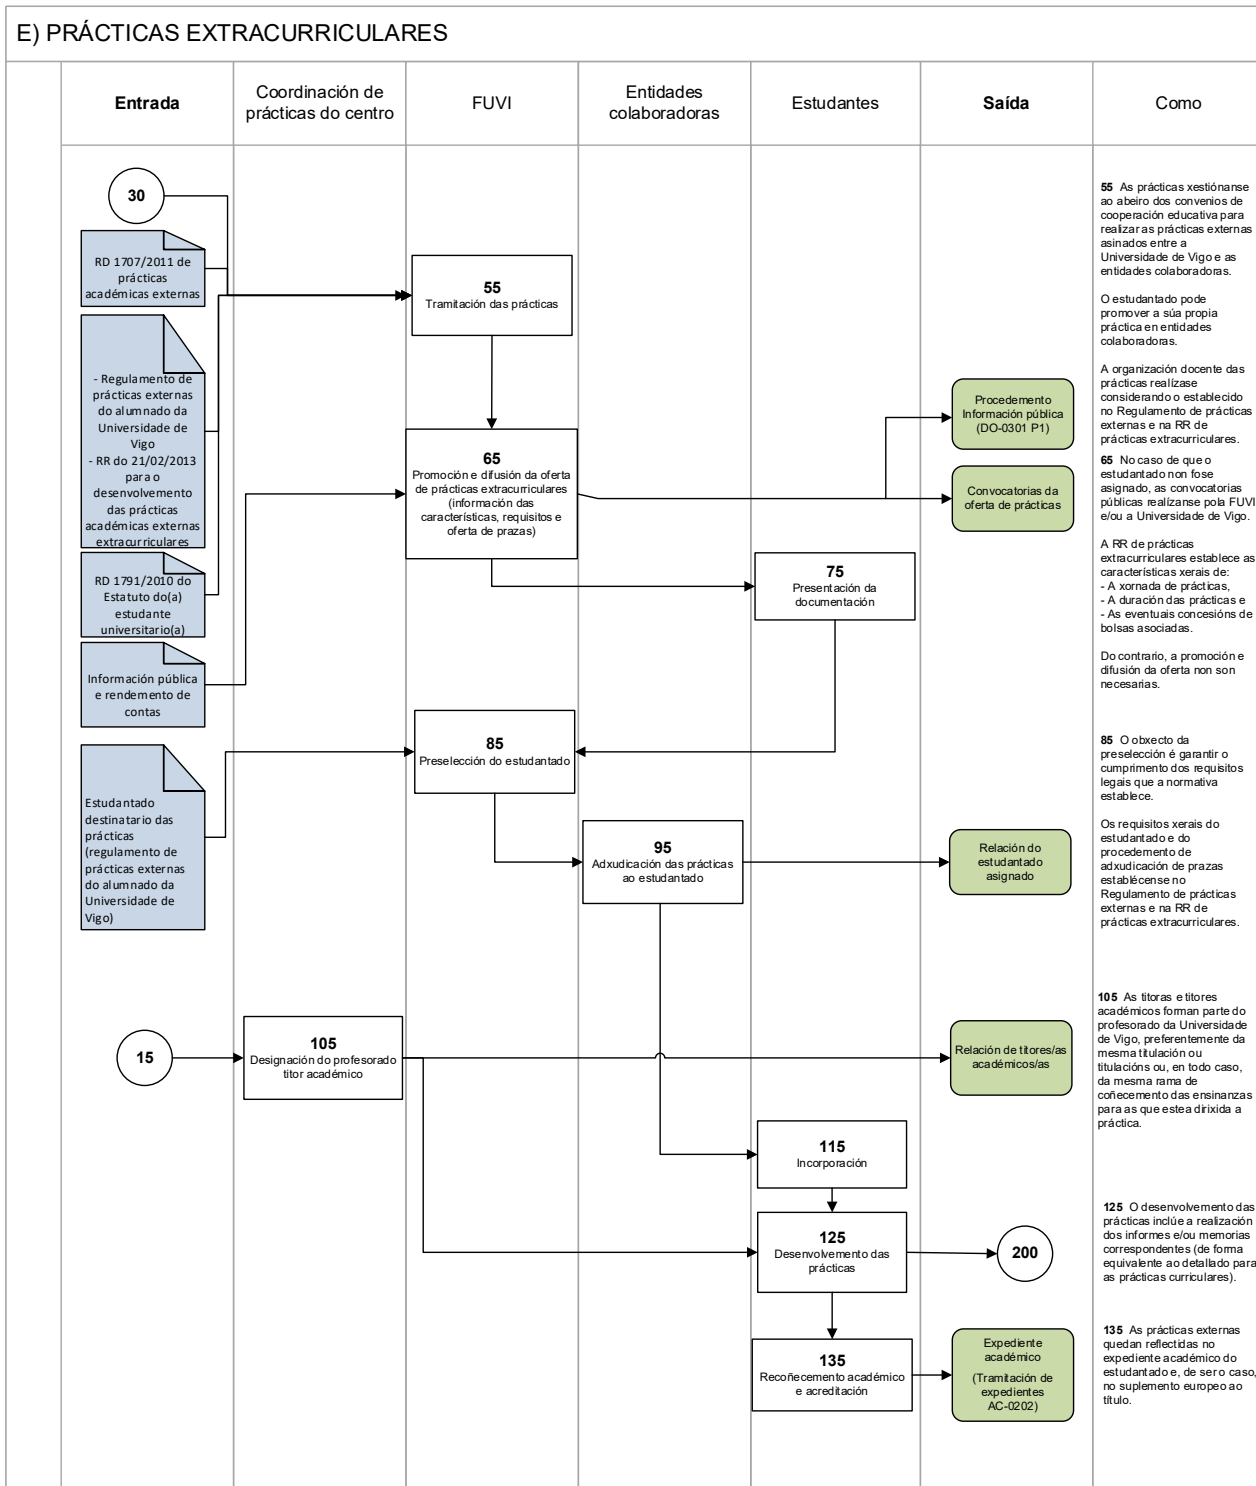 E) PRÁCTICAS EXTRACURRICULARES
Entrada
Coordinación de
prácticas do centro
FUVI
Entidades
colaboradoras
Estudantes
Saída
Como
30
RD 1707/2011 de
prácticas
académicas externas
- Regulamento de
prácticas externas
do alumnado da
Universidade de
Vigo
- RR do 21/02/2013
para o
desenvolvemento
das prácticas
académicas externas
extracurriculares
RD 1791/2010 do
Estatuto do(a)
estudante
universitario(a)
Información pública
e rendemento de
contas
Estudantado
destinatario das
prácticas
(regulamento de
prácticas externas
do alumnado da
Universidade de
Vigo)
15
105
Designación do profesorado
titor académico
55
Tramitación das prácticas
65
Promoción e difusión da oferta
de prácticas extracurriculares
(información das
características, requisitos e
oferta de prazas)
85
Preselección do estudantado
95
Adxudicación das prácticas
ao estudantado
75
Presentación da
documentación
115
Incorporación
125
Desenvolvemento das
prácticas
135
Recoñecemento académico
e acreditación
Procedemento
Información pública
(DO-0301 P1)
Convocatorias da
oferta de prácticas
Relación do
estudantado
asignado
Relación de titores/as
académicos/as
200
Expediente
académico
(Tramitación de
expedientes
AC-0202)
55 As prácticas xestiónanse
ao abeiro dos convenios de
cooperación educativa para
realizar as prácticas externas
asinados entre a
Universidade de Vigo e as
entidades colaboradoras.
O estudantado pode
promover a súa propia
práctica en entidades
colaboradoras.
A organización docente das
prácticas realízase
considerando o establecido
no Regulamento de prácticas
externas e na RR de
prácticas extracurriculares.
65 No caso de que o
estudantado non fose
asignado, as convocatorias
públicas realízanse pola FUVI
e/ou a Universidade de Vigo.
A RR de prácticas
extracurriculares establece as
características xerais de:
- A xornada de prácticas,
- A duración das prácticas e
- As eventuais concesións de
bolsas asociadas.
Do contrario, a promoción e
difusión da oferta non son
necesarias.
85 O obxecto da
preselección é garantir o
cumprimento dos requisitos
legais que a normativa
establece.
Os requisitos xerais do
estudantado e do
procedemento de
adxudicación de prazas
establécense no
Regulamento de prácticas
externas e na RR de
prácticas extracurriculares.
105 As titoras e titores
académicos forman parte do
profesorado da Universidade
de Vigo, preferentemente da
mesma titulación ou
titulacións ou, en todo caso,
da mesma rama de
coñecemento das ensinanzas
para as que estea dirixida a
práctica.
125 O desenvolvemento das
prácticas inclúe a realización
dos informes e/ou memorias
correspondentes (de forma
equivalente ao detallado para
as prácticas curriculares).
135 As prácticas externas
quedan reflectidas no
expediente académico do
estudantado e, de ser o caso,
no suplemento europeo ao
título.